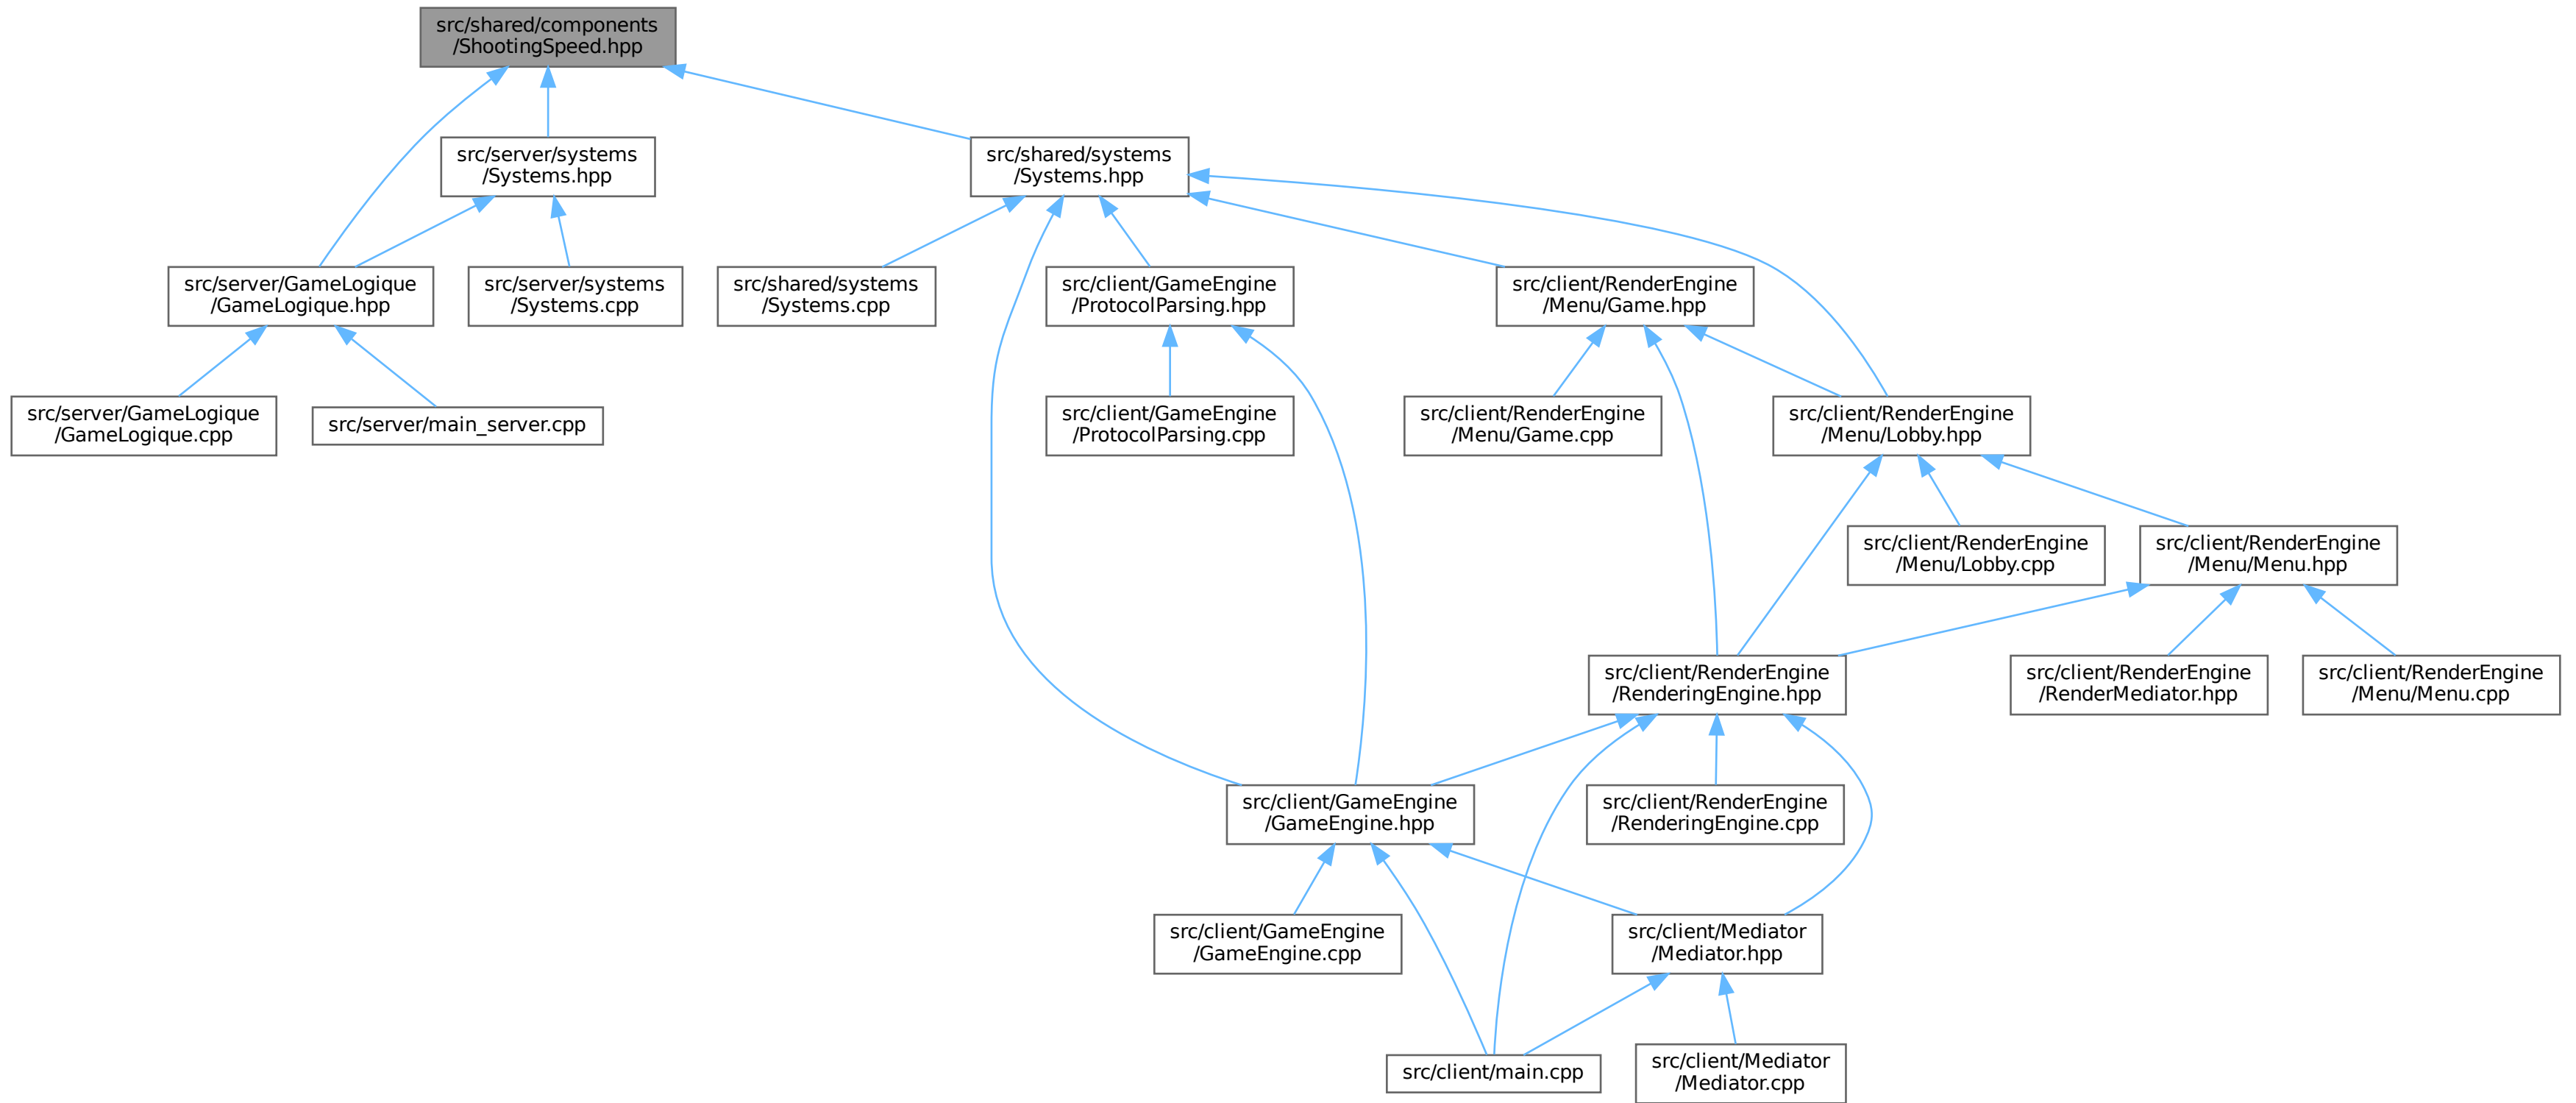 src/shared/components
/ShootingSpeed.hpp
src/server/systems
/Systems.hpp
src/shared/systems
/Systems.hpp
src/server/GameLogique
/GameLogique.hpp
src/server/systems
/Systems.cpp
src/shared/systems
/Systems.cpp
src/client/GameEngine
/ProtocolParsing.hpp
src/client/RenderEngine
/Menu/Game.hpp
src/server/GameLogique
/GameLogique.cpp
src/server/main_server.cpp
src/client/GameEngine
/ProtocolParsing.cpp
src/client/RenderEngine
/Menu/Game.cpp
src/client/RenderEngine
/Menu/Lobby.hpp
src/client/RenderEngine
/Menu/Lobby.cpp
src/client/RenderEngine
/Menu/Menu.hpp
src/client/RenderEngine
/RenderingEngine.hpp
src/client/RenderEngine
/RenderMediator.hpp
src/client/RenderEngine
/Menu/Menu.cpp
src/client/GameEngine
/GameEngine.hpp
src/client/RenderEngine
/RenderingEngine.cpp
src/client/GameEngine
/GameEngine.cpp
src/client/Mediator
/Mediator.hpp
src/client/main.cpp
src/client/Mediator
/Mediator.cpp